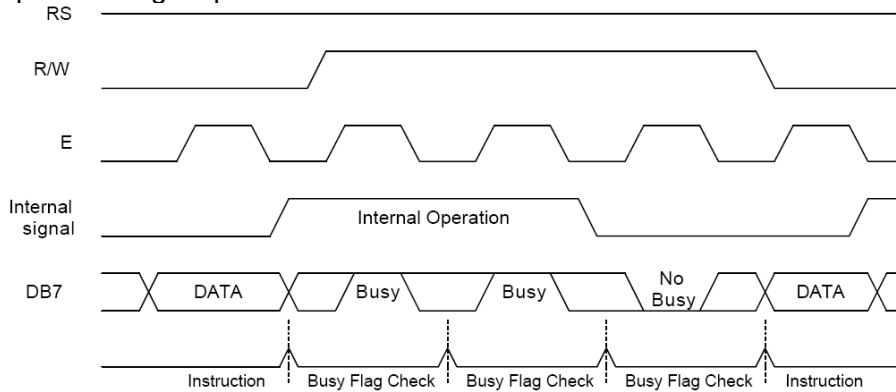 RS
R/W
E
Internal
signal
Internal Operation
DB7
DATA
Busy
Busy
No
Busy
DATA
Instruction
Busy Flag Check
Busy Flag Check
Busy Flag Check
Instruction